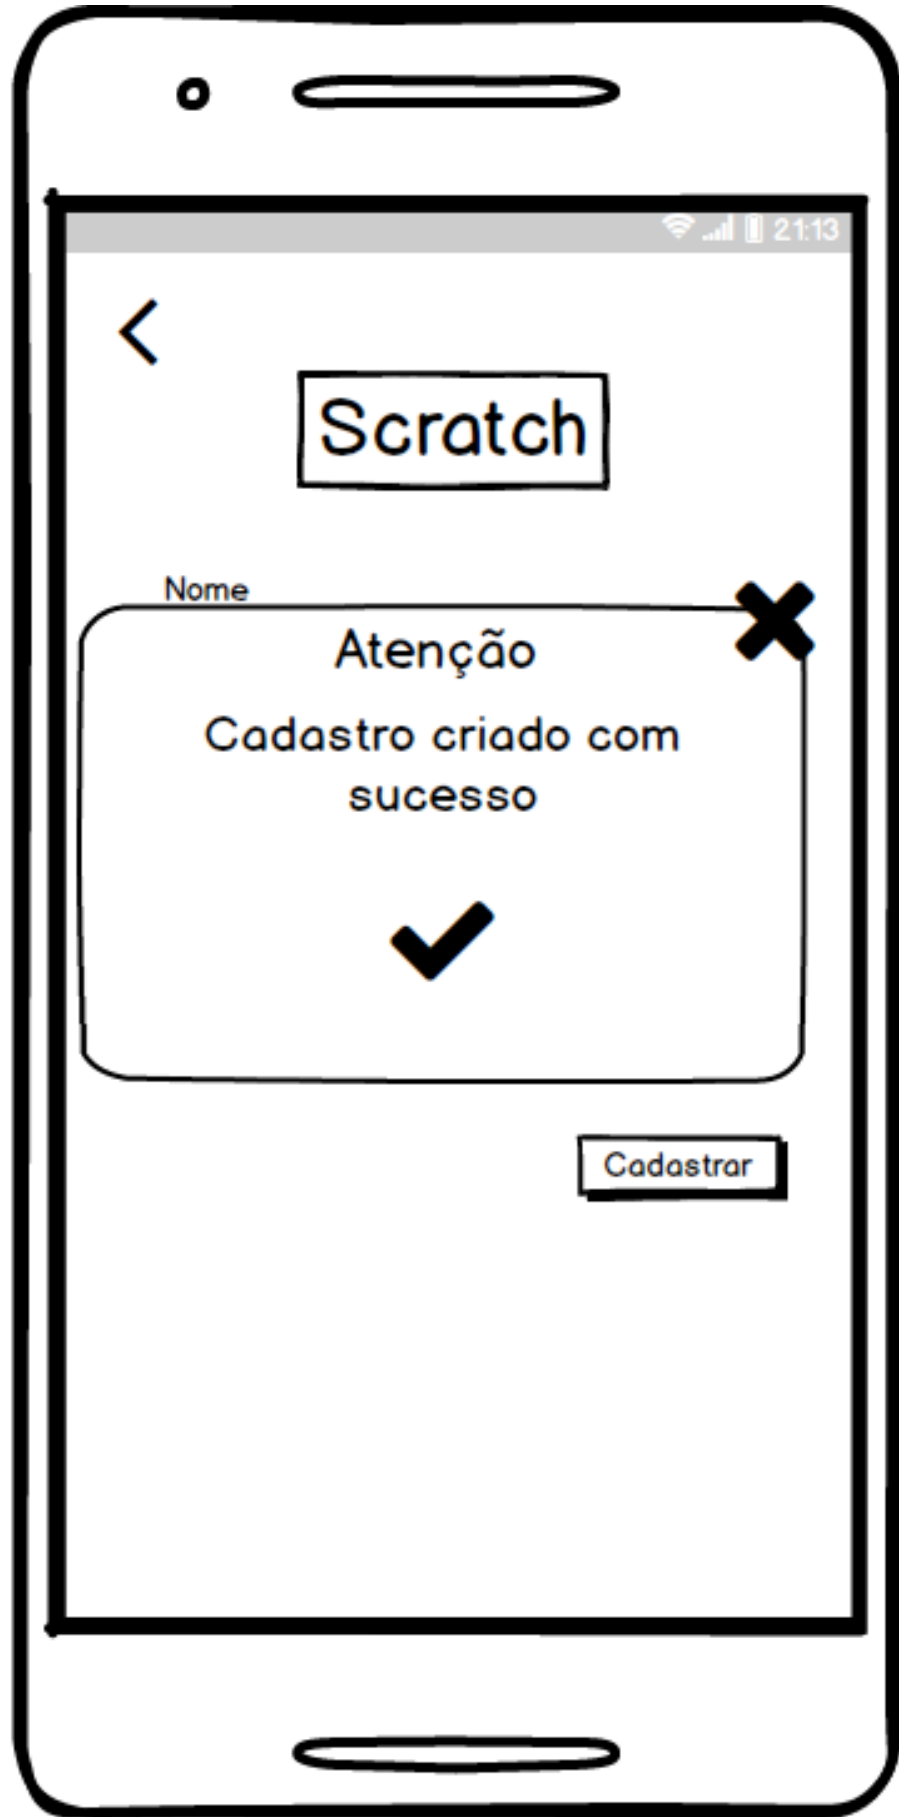 21:13
Scratch
Nome
Atenção
Cadastro criado com
sucesso
Cadastrar